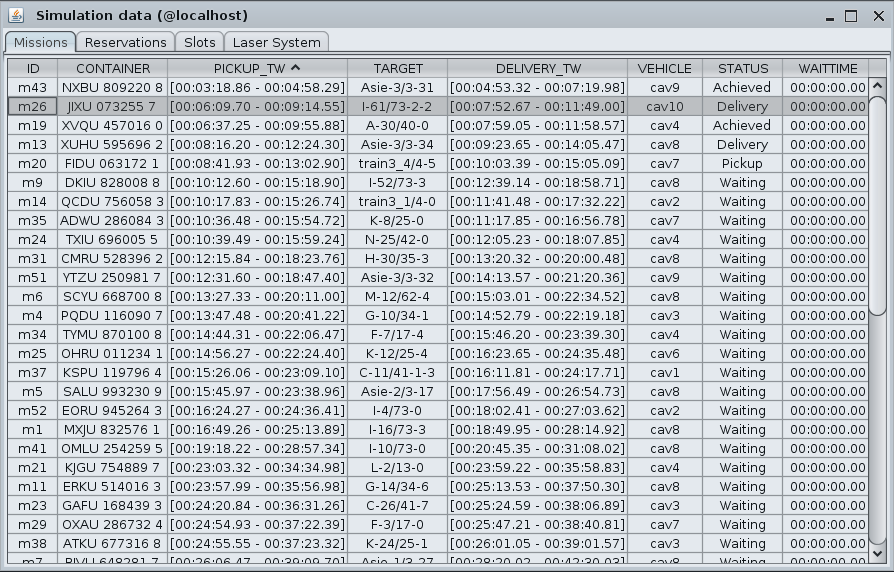 Simulation data (@localhost)
Missions Reservations Slots Laser System
ID CONTAINER PICKUP_TW TARGET DELIVERY_TW VEHICLE STATUS WAITTIME
m43 NXBU 809220 8 [00:03:18.86 - 00:04:58.29] Asie-3/3-31 [00:04:53.32 - 00:07:19.98] cav9 Achieved 00:00:00.00
m26 JIXU 073255 7 [00:06:09.70 - 00:09:14.55] I-61/73-2-2 [00:07:52.67 - 00:11:49.00] cav10 Delivery 00:00:00.00
m19 XVQU 457016 0 [00:06:37.25 - 00:09:55.88] A-30/40-0 [00:07:59.05 - 00:11:58.57] cav4 Achieved 00:00:00.00
m13 XUHU 595696 2 [00:08:16.20 - 00:12:24.30] Asie-3/3-34 [00:09:23.65 - 00:14:05.47] cav8 Delivery 00:00:00.00
m20 FIDU 063172 1 [00:08:41.93 - 00:13:02.90] train3_4/4-5 [00:10:03.39 - 00:15:05.09] cav7 Pickup 00:00:00.00
m9 DKIU 828008 8 [00:10:12.60 - 00:15:18.90] I-52/73-3 [00:12:39.14 - 00:18:58.71] cav8 Waiting 00:00:00.00
m14 QCDU 756058 3 [00:10:17.83 - 00:15:26.74] train3_1/4-0 [00:11:41.48 - 00:17:32.22] cav2 Waiting 00:00:00.00
m35 ADWU 286084 3 [00:10:36.48 - 00:15:54.72] K-8/25-0 [00:11:17.85 - 00:16:56.78] cav7 Waiting 00:00:00.00
m24 TXIU 696005 5 [00:10:39.49 - 00:15:59.24] N-25/42-0 [00:12:05.23 - 00:18:07.85] cav4 Waiting 00:00:00.00
m31 CMRU 528396 2 [00:12:15.84 - 00:18:23.76] H-30/35-3 [00:13:20.32 - 00:20:00.48] cav8 Waiting 00:00:00.00
m51 YTZU 250981 7 [00:12:31.60 - 00:18:47.40] Asie-3/3-32 [00:14:13.57 - 00:21:20.36] cav9 Waiting 00:00:00.00
m6 SCYU 668700 8 [00:13:27.33 - 00:20:11.00] M-12/62-4 [00:15:03.01 - 00:22:34.52] cav8 Waiting 00:00:00.00
m4 PQDU 116090 7 [00:13:47.48 - 00:20:41.22] G-10/34-1 [00:14:52.79 - 00:22:19.18] cav3 Waiting 00:00:00.00
m34 TYMU 870100 8 [00:14:44.31 - 00:22:06.47] F-7/17-4 [00:15:46.20 - 00:23:39.30] cav4 Waiting 00:00:00.00
m25 OHRU 011234 1 [00:14:56.27 - 00:22:24.40] K-12/25-4 [00:16:23.65 - 00:24:35.48] cav6 Waiting 00:00:00.00
m37 KSPU 119796 4 [00:15:26.06 - 00:23:09.10] C-11/41-1-3 [00:16:11.81 - 00:24:17.71] cav1 Waiting 00:00:00.00
m5 SALU 993230 9 [00:15:45.97 - 00:23:38.96] Asie-2/3-17 [00:17:56.49 - 00:26:54.73] cav8 Waiting 00:00:00.00
m52 EORU 945264 3 [00:16:24.27 - 00:24:36.41] I-4/73-0 [00:18:02.41 - 00:27:03.62] cav2 Waiting 00:00:00.00
m1 MXJU 832576 1 [00:16:49.26 - 00:25:13.89] I-16/73-3 [00:18:49.95 - 00:28:14.92] cav8 Waiting 00:00:00.00
m41 OMLU 254259 5 [00:19:18.22 - 00:28:57.34] I-10/73-0 [00:20:45.35 - 00:31:08.02] cav8 Waiting 00:00:00.00
m21 KJGU 754889 7 [00:23:03.32 - 00:34:34.98] L-2/13-0 [00:23:59.22 - 00:35:58.83] cav4 Waiting 00:00:00.00
m11 ERKU 514016 3 [00:23:57.99 - 00:35:56.98] G-14/34-6 [00:25:13.53 - 00:37:50.30] cav8 Waiting 00:00:00.00
m23 GAFU 168439 3 [00:24:20.84 - 00:36:31.26] C-26/41-7 [00:25:24.59 - 00:38:06.89] cav3 Waiting 00:00:00.00
m29 OXAU 286732 4 [00:24:54.93 - 00:37:22.39] F-3/17-0 [00:25:47.21 - 00:38:40.81] cav7 Waiting 00:00:00.00
m38 ATKU 677316 8 [00:24:55.55 - 00:37:23.32] K-24/25-1 [00:26:01.05 - 00:39:01.57] cav3 Waiting 00:00:00.00